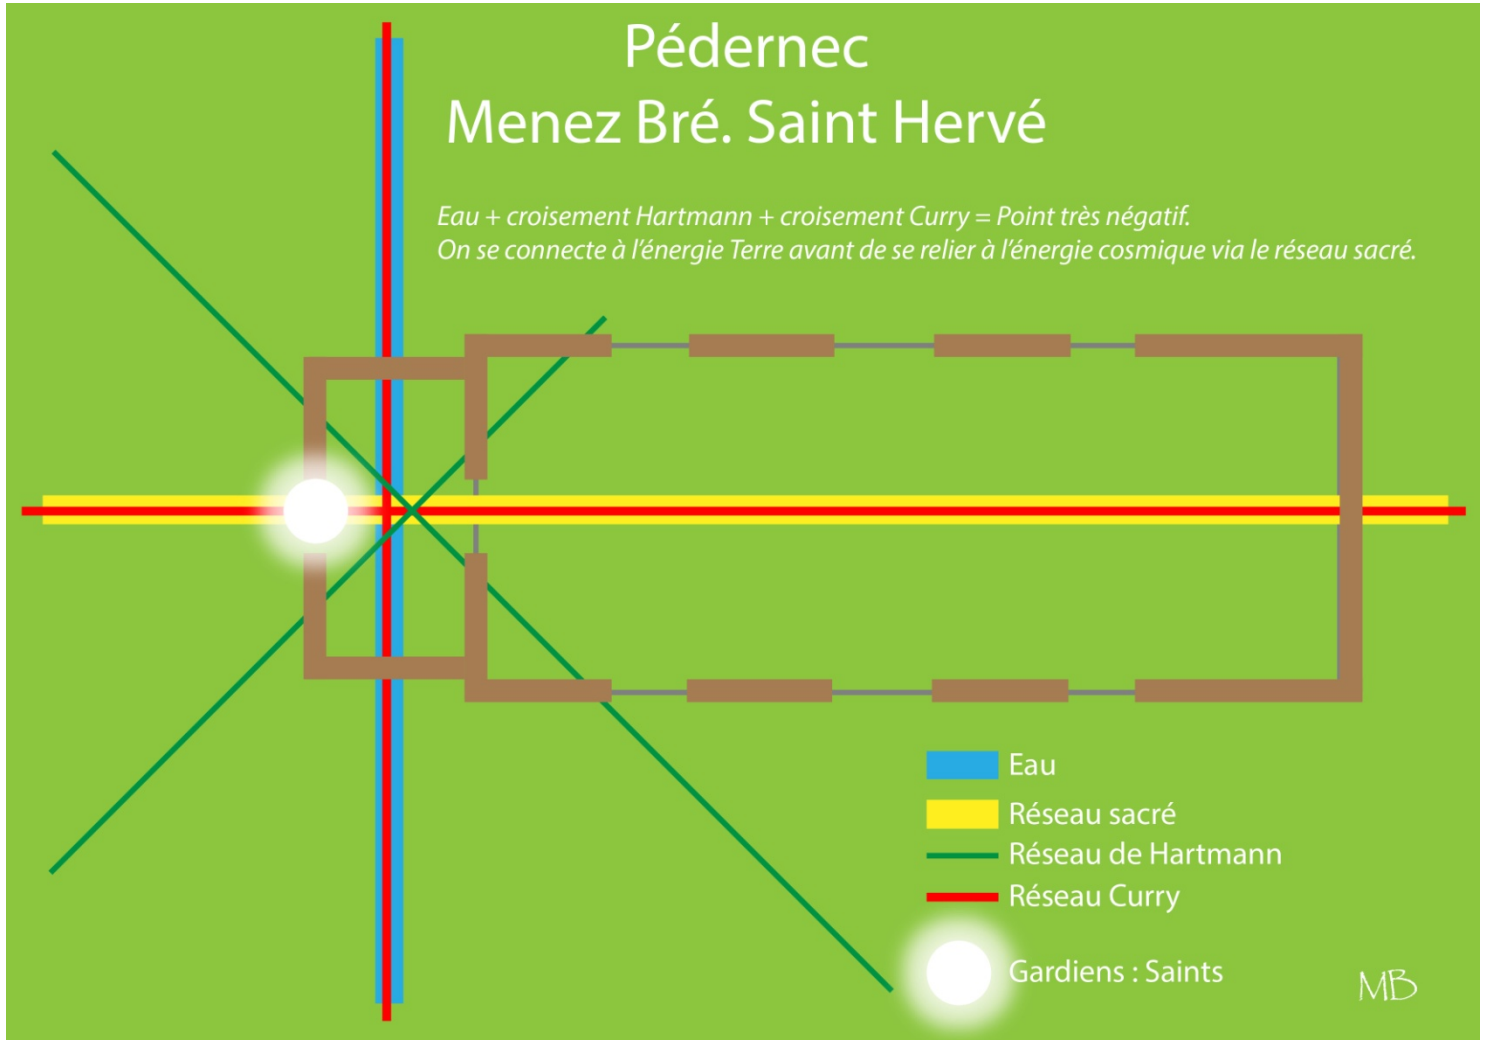 Pédernec
Menez Bré. Saint Hervé
Eau + croisement Hartmann + croisement Curry = Point très négatif.
On se connecte à l’énergie Terre avant de se relier à l’énergie cosmique via le réseau sacré.
Eau
Réseau sacré
Réseau de Hartmann
Réseau Curry
Gardiens : Saints
MB